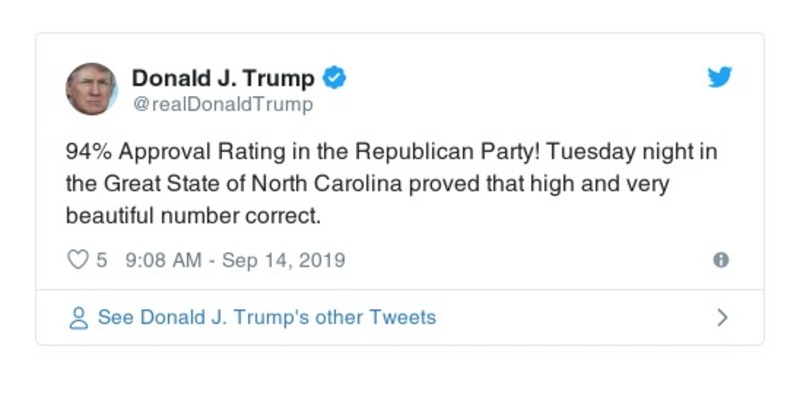 Donald J. Trump
@realDonaldTrump
94% Approval Rating in the Republican Party! Tuesday night in
the Great State of North Carolina proved that high and very
beautiful number correct.
5 9:08 AM - Sep 14, 2019
See Donald J. Trump's other Tweets